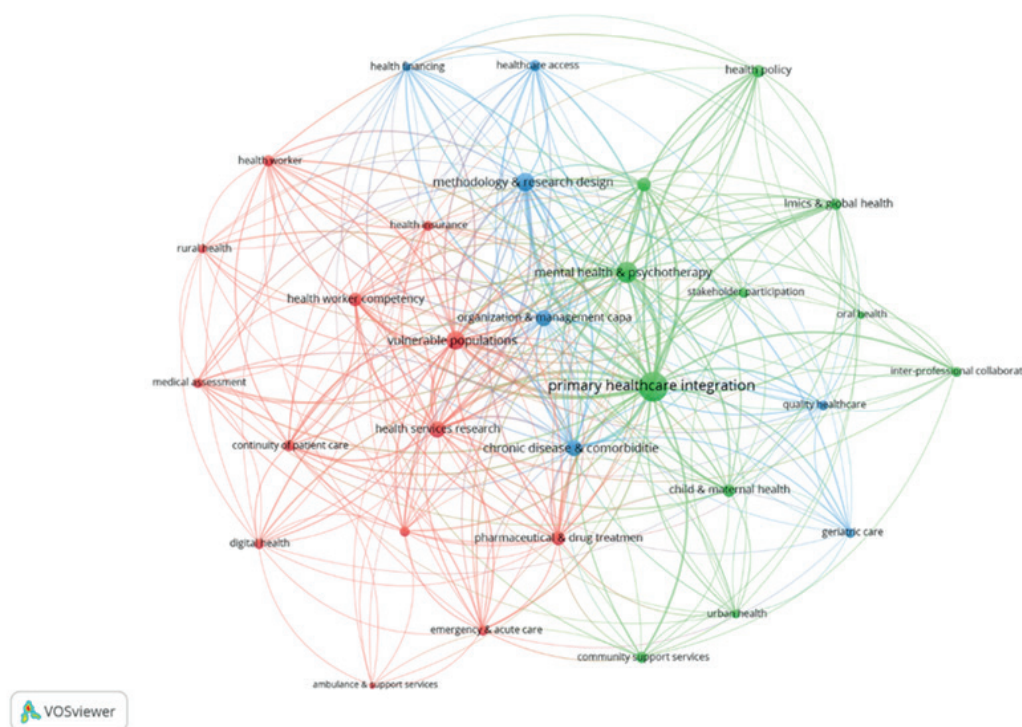 health financing
healthcare access
health policy
health worker
methodology & research design
lmics & global health
health insurance
rural health
mental health & psychotherapy
stakeholder participation
health worker competency
organization & management capa
oral health
vulnerable populations
inter-professional collaborat
medical assessment
primary healthcare integration
quality healthcare
health services research
continuity of patient care
chronic disease & comorbiditie
child & maternal health
geriatric care
digital health
pharmaceutical & drug treatmen
urban health
emergency & acute care
community support services
ambulance & support services
VOSviewer